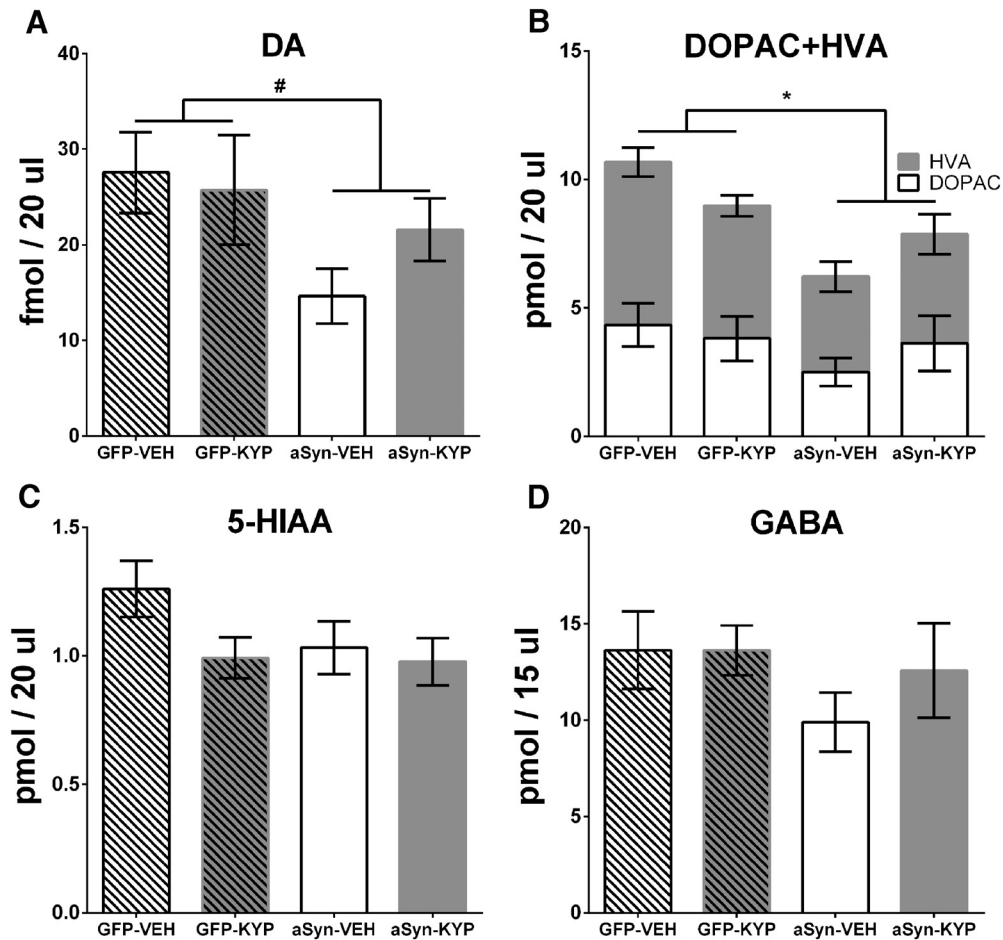 A
DA
40
30
20
10
0
fmol / 20 ul
#
GFP-VEH GFP-KYP aSyn-VEH aSyn-KYP
B
DOPAC+HVA
15
10
5
0
pmol / 20 ul
*
HVA
DOPAC
GFP-VEH GFP-KYP aSyn-VEH aSyn-KYP
C
5-HIAA
1.5
1.0
0.5
0.0
pmol / 20 ul
GFP-VEH GFP-KYP aSyn-VEH aSyn-KYP
D
GABA
20
15
10
5
0
pmol / 15 ul
GFP-VEH GFP-KYP aSyn-VEH aSyn-KYP